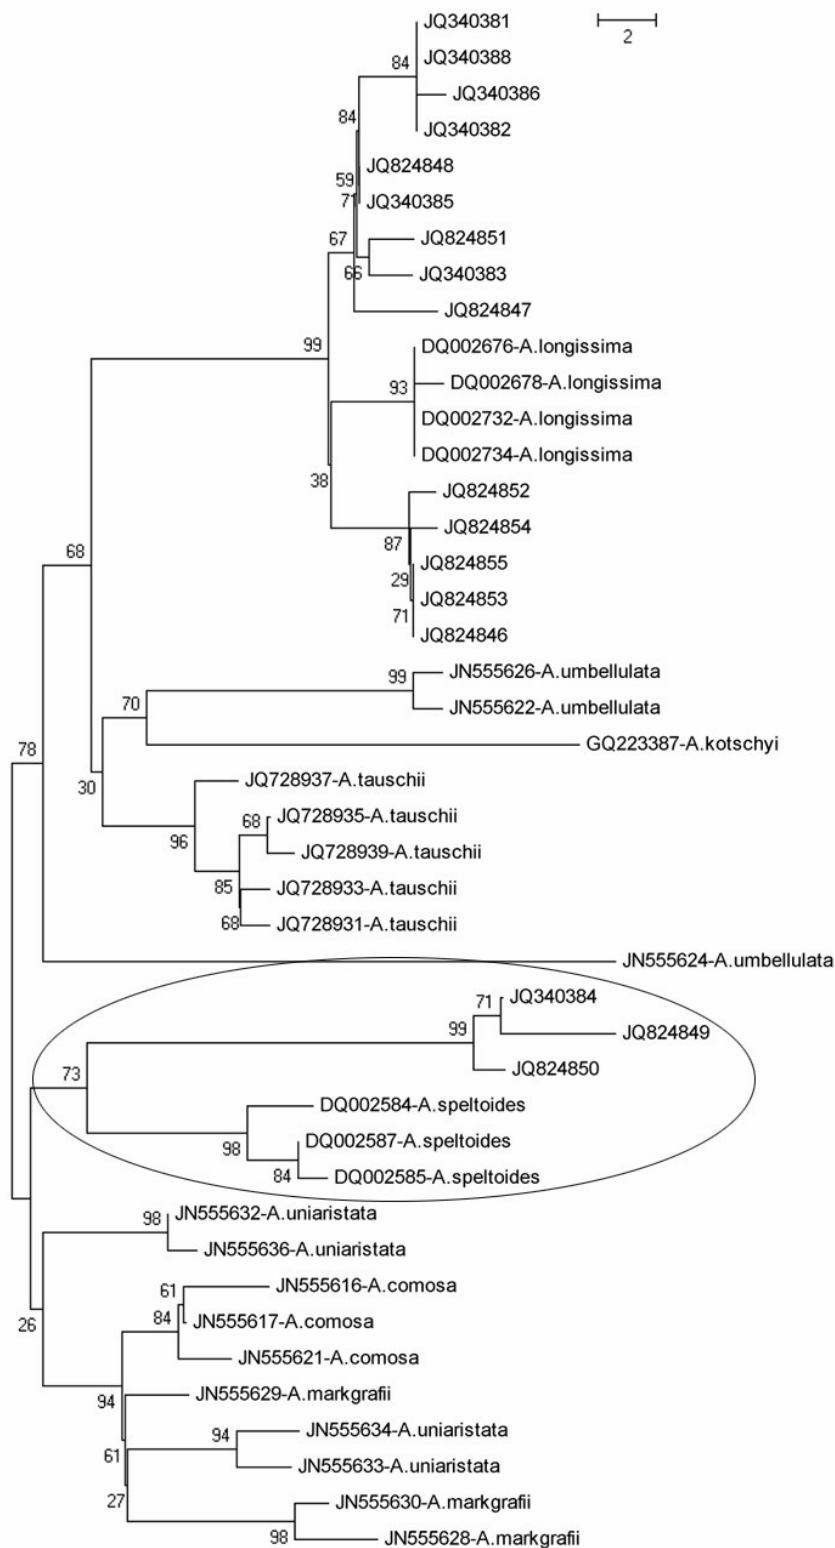 JQ340381
2
JQ340388
84
JQ340386
JQ340382
84
JQ824848
59
71
JQ340385
67
JQ824851
66
JQ340383
JQ824847
99
DQ002676-A.longissima
93
DQ002678-A.longissima
DQ002732-A.longissima
DQ002734-A.longissima
38
JQ824852
JQ824854
87
JQ824855
29
JQ824853
71
JQ824846
68
99
JN555626-A.umbellulata
JN555622-A.umbellulata
70
GQ223387-A.kotschyi
78
30
JQ728937-A.tauschii
68
JQ728935-A.tauschii
96
JQ728939-A.tauschii
85
JQ728933-A.tauschii
68
JQ728931-A.tauschii
JN555624-A.umbellulata
71
JQ340384
99
JQ824849
JQ824850
73
DQ002584-A.speltoides
98
DQ002587-A.speltoides
84
DQ002585-A.speltoides
98
JN555632-A.uniaristata
JN555636-A.uniaristata
61
JN555616-A.comosa
84
JN555617-A.comosa
26
JN555621-A.comosa
94
JN555629-A.markgrafii
94
JN555634-A.uniaristata
61
JN555633-A.uniaristata
27
JN555630-A.markgrafii
98
JN555628-A.markgrafii